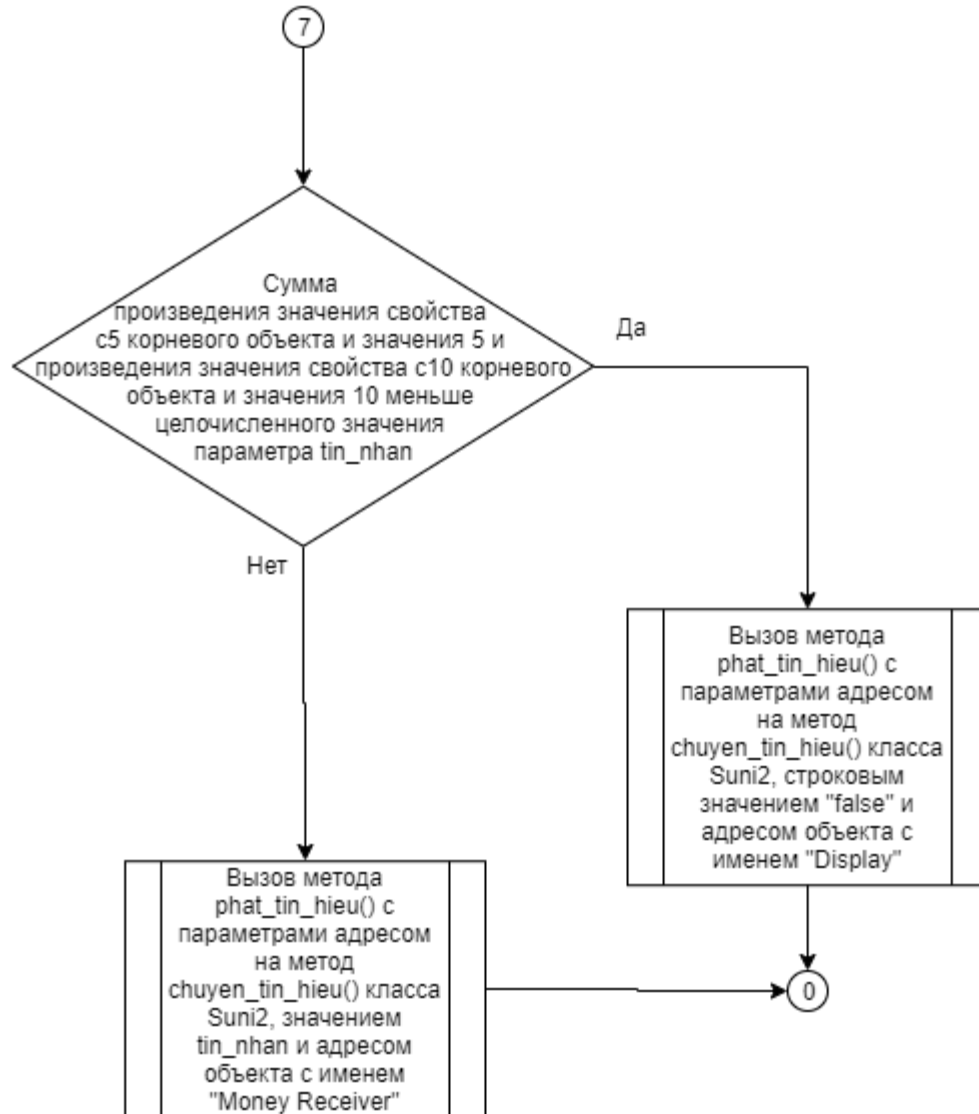 7
Сумма
произведения значения свойства
с5 корневого объекта и значения 5 и
произведения значения свойства с10 корневого
объекта и значения 10 меньше
целочисленного значения
параметра tin_nhan
Да
Нет
Вызов метода
phat_tin_hieu() с
параметрами адресом
на метод
chuyen_tin_hieu() класса
Suni2, строковым
значением "false" и
адресом объекта с
именем "Display"
Вызов метода
phat_tin_hieu() с
параметрами адресом
на метод
chuyen_tin_hieu() класса
Suni2, значением
tin_nhan и адресом
объекта с именем
"Money Receiver"
0